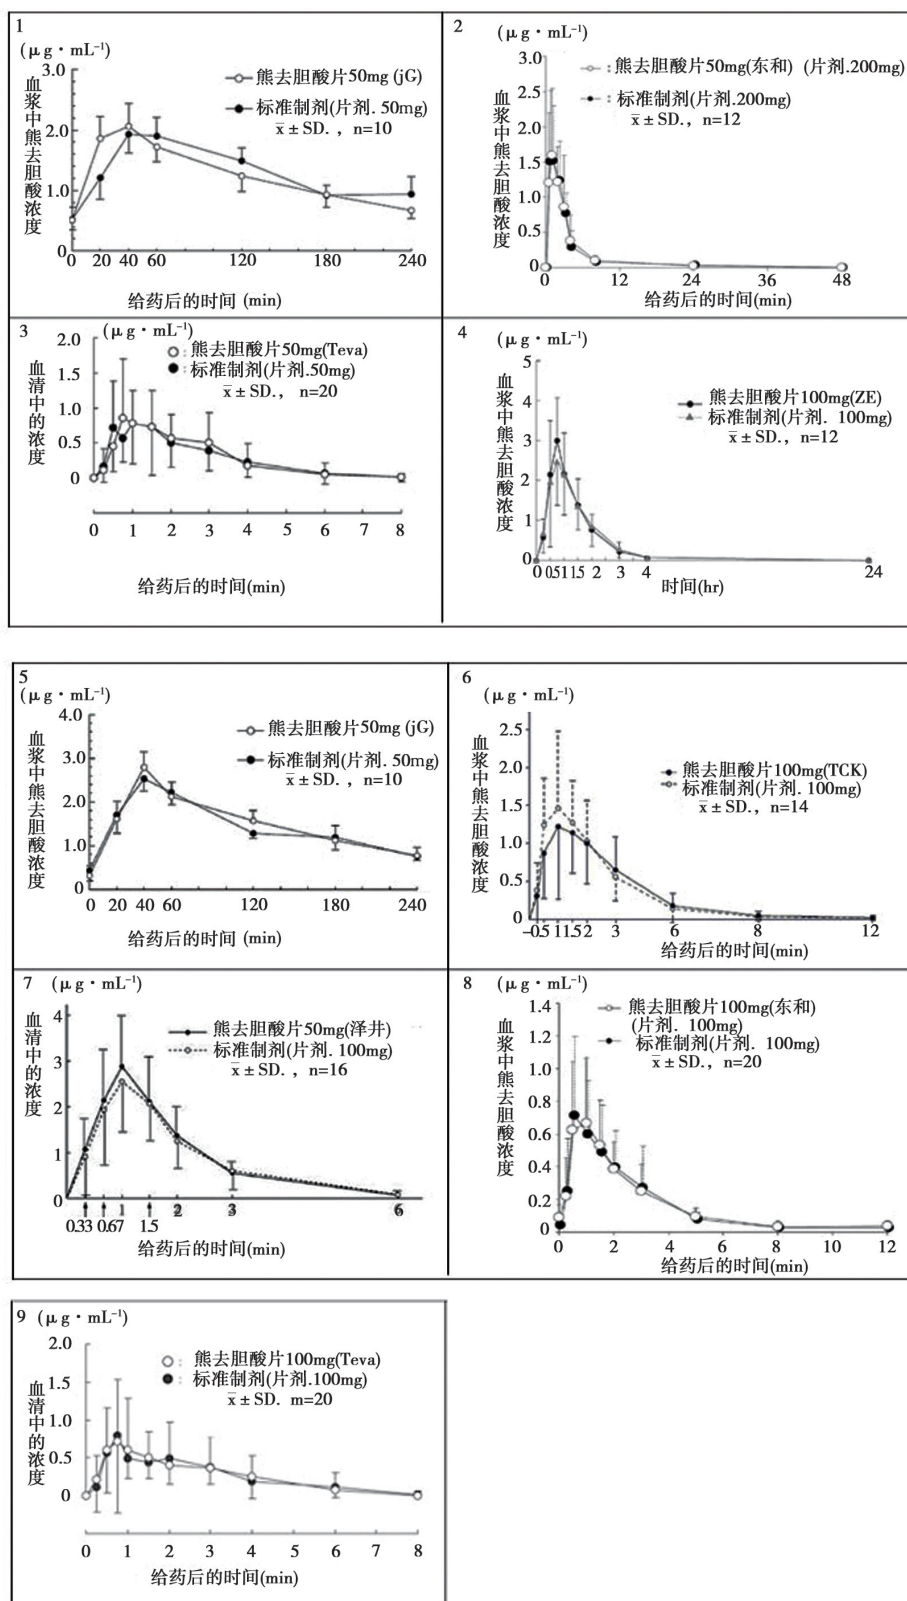 1
(μg·mL⁻¹)
血浆中熊去胆酸浓度
3.0
2.0
1.0
0
熊去胆酸片50mg (jG)
标准制剂(片剂. 50mg)
x̄ ± SD. , n=10
0 20 40 60 120 180 240
给药后的时间 (min)
2 (μg·mL⁻¹)
血浆中熊去胆酸浓度
3.0
2.5
2.0
1.5
1.0
0.5
0
:熊去胆酸片50mg(东和) (片剂.200mg)
:标准制剂(片剂.200mg)
x̄ ± SD. , n=12
0 12 24 36 48
给药后的时间(min)
3 (μg·mL⁻¹)
血清中的浓度
2.0
1.5
1.0
0.5
0
: 熊去胆酸片50mg(Teva)
: 标准制剂(片剂.50mg)
x̄ ± SD. , n=20
0 1 2 3 4 5 6 8
给药后的时间(min)
4 (μg·mL⁻¹)
血浆中熊去胆酸浓度
5
4
3
2
1
0
熊去胆酸片100mg(ZE)
标准制剂(片剂. 100mg)
x̄ ± SD. , n=12
0 0.5 1 1.5 2 3 4 24
时间(hr)
5
(μg·mL⁻¹)
血浆中熊去胆酸浓度
4.0
3.0
2.0
1.0
0
熊去胆酸片50mg (jG)
标准制剂(片剂. 50mg)
x̄ ± SD. , n=10
0 20 40 60 120 180 240
给药后的时间 (min)
6
(μg·mL⁻¹)
血浆中熊去胆酸浓度
2.5
2.0
1.5
1.0
0.5
0
熊去胆酸片100mg(TCK)
标准制剂(片剂. 100mg)
x̄ ± SD. , n=14
–0.5 1 1.5 2 3 6 8 12
给药后的时间(min)
7 (μg·mL⁻¹)
血清中的浓度
4
3
2
1
0
熊去胆酸片50mg(泽井)
标准制剂(片剂. 100mg)
x̄ ± SD. , n=16
0.33 0.67 1 1.5 2 3 6
给药后的时间(min)
8 (μg·mL⁻¹)
血浆中熊去胆酸浓度
1.4
1.2
1.0
0.8
0.6
0.4
0.2
0
熊去胆酸片100mg(东和)
(片剂. 100mg)
标准制剂(片剂. 100mg)
x̄ ± SD. , n=20
0 2 4 6 8 10 12
给药后的时间(min)
9 (μg·mL⁻¹)
血清中的浓度
2.0
1.5
1.0
0.5
0
: 熊去胆酸片100mg(Teva)
: 标准制剂(片剂.100mg)
x̄ ± SD. m=20
0 1 2 3 4 5 6 8
给药后的时间(min)